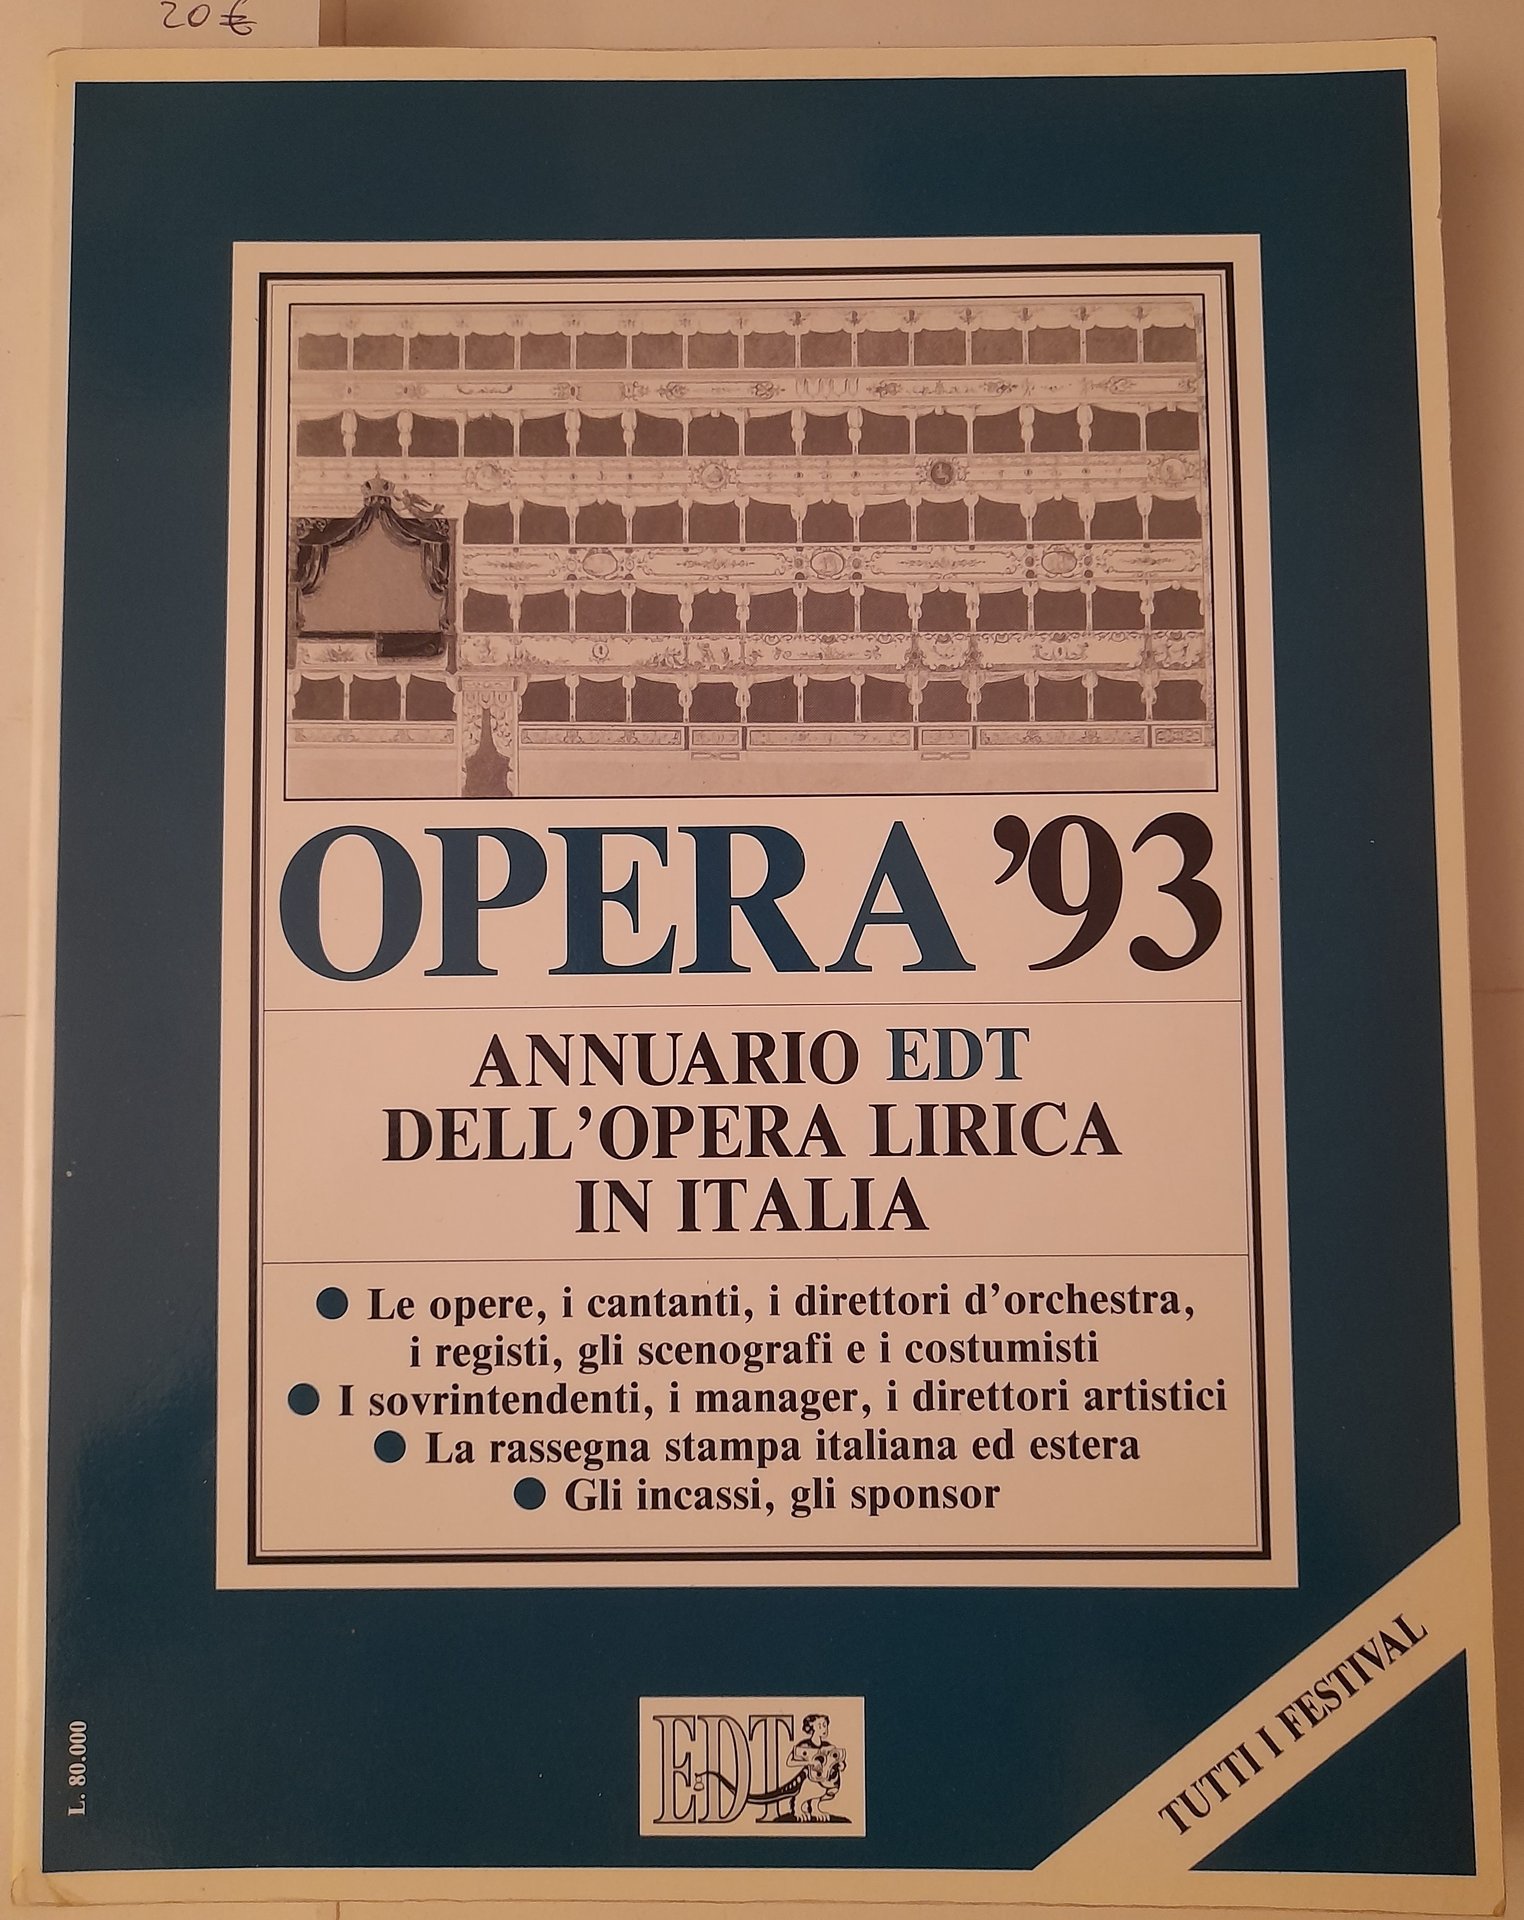 20 €
OPERA ’93
ANNUARIO EDT
DELL’OPERA LIRICA
IN ITALIA
● Le opere, i cantanti, i direttori d’orchestra,
i registi, gli scenografi e i costumisti
● I sovrintendenti, i manager, i direttori artistici
● La rassegna stampa italiana ed estera
● Gli incassi, gli sponsor
TUTTI I FESTIVAL
EDT
L. 80.000